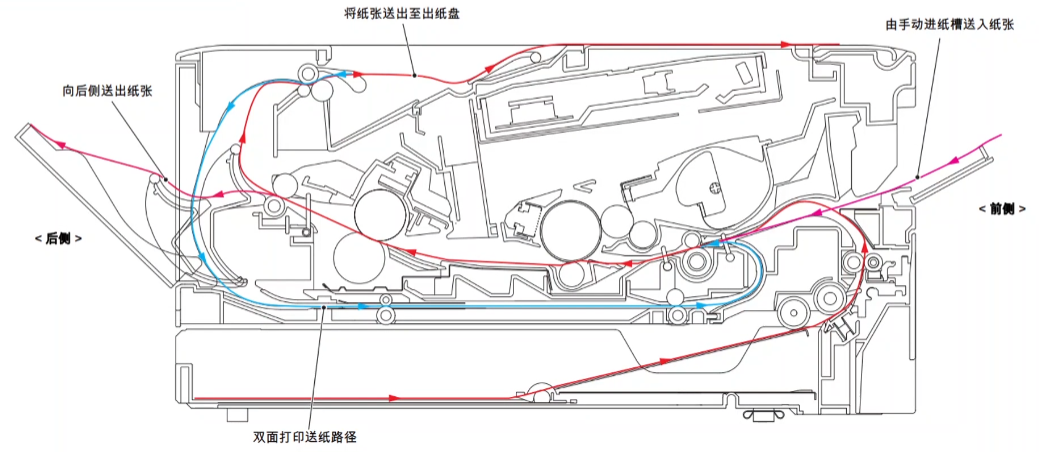 将纸张送出至出纸盘
由手动进纸槽送入纸张
向后侧送出纸张
< 后侧 >
< 前侧 >
双面打印送纸路径